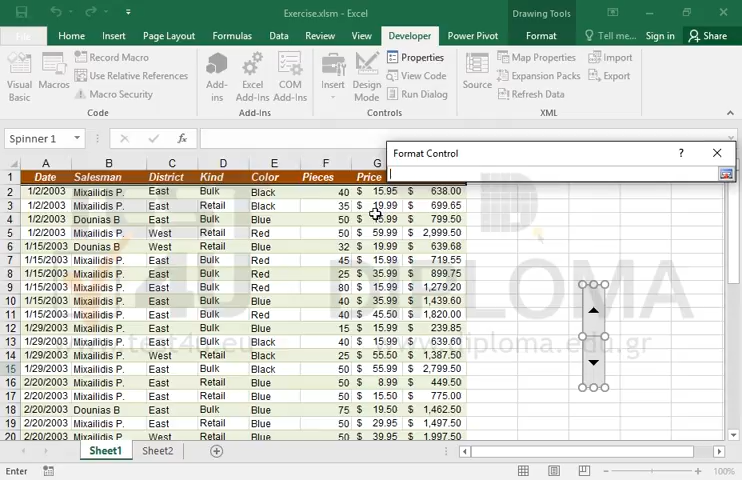 Exercise.xlsm - Excel
Drawing Tools
File Home Insert Page Layout Formulas Data Review View Developer Power Pivot Format Tell me... Sign in Share
Visual Basic
Macros
Record Macro
Use Relative References
Macro Security
Code
Add-ins
Excel Add-Ins
COM Add-Ins
Add-Ins
Insert
Design Mode
Properties
View Code
Run Dialog
Controls
Source
Map Properties
Expansion Packs
Refresh Data
Import
Export
XML
Spinner 1
fx
Format Control
?
A B C D E F G
1 Date Salesman District Kind Color Pieces Price
2 1/2/2003 Mixailidis P. East Bulk Black 40 $ 15.95 $ 638.00
3 1/2/2003 Mixailidis P. East Retail Black 35 $ 19.99 $ 699.65
4 1/2/2003 Dounias B East Bulk Blue 50 $ 15.99 $ 799.50
5 1/2/2003 Mixailidis P. West Retail Red 50 $ 59.99 $ 2,999.50
6 1/15/2003 Dounias B West Retail Blue 32 $ 19.99 $ 639.68
7 1/15/2003 Mixailidis P. East Bulk Red 45 $ 15.99 $ 719.55
8 1/15/2003 Mixailidis P. East Bulk Red 25 $ 35.99 $ 899.75
9 1/15/2003 Mixailidis P. East Retail Red 80 $ 15.99 $ 1,279.20
10 1/15/2003 Mixailidis P. East Bulk Blue 40 $ 35.99 $ 1,439.60
11 1/15/2003 Mixailidis P. East Bulk Red 40 $ 45.50 $ 1,820.00
12 1/29/2003 Mixailidis P. East Bulk Blue 15 $ 15.99 $ 239.85
13 1/29/2003 Mixailidis P. East Bulk Black 40 $ 15.99 $ 639.60
14 1/29/2003 Mixailidis P. West Retail Black 25 $ 55.50 $ 1,387.50
15 1/29/2003 Mixailidis P. East Bulk Black 50 $ 55.99 $ 2,799.50
16 2/20/2003 Mixailidis P. East Retail Blue 50 $ 8.99 $ 449.50
17 2/20/2003 Mixailidis P. West Retail Blue 50 $ 15.50 $ 775.00
18 2/20/2003 Dounias B East Bulk Blue 75 $ 19.50 $ 1,462.50
19 2/20/2003 Mixailidis P. West Retail Blue 50 $ 29.95 $ 1,497.50
20 2/20/2003 Mixailidis P. West Retail Blue 50 $ 39.95 $ 1,997.50
4U DIPLOMA
www.diploma.edu.gr
Sheet1 Sheet2
Enter
100%